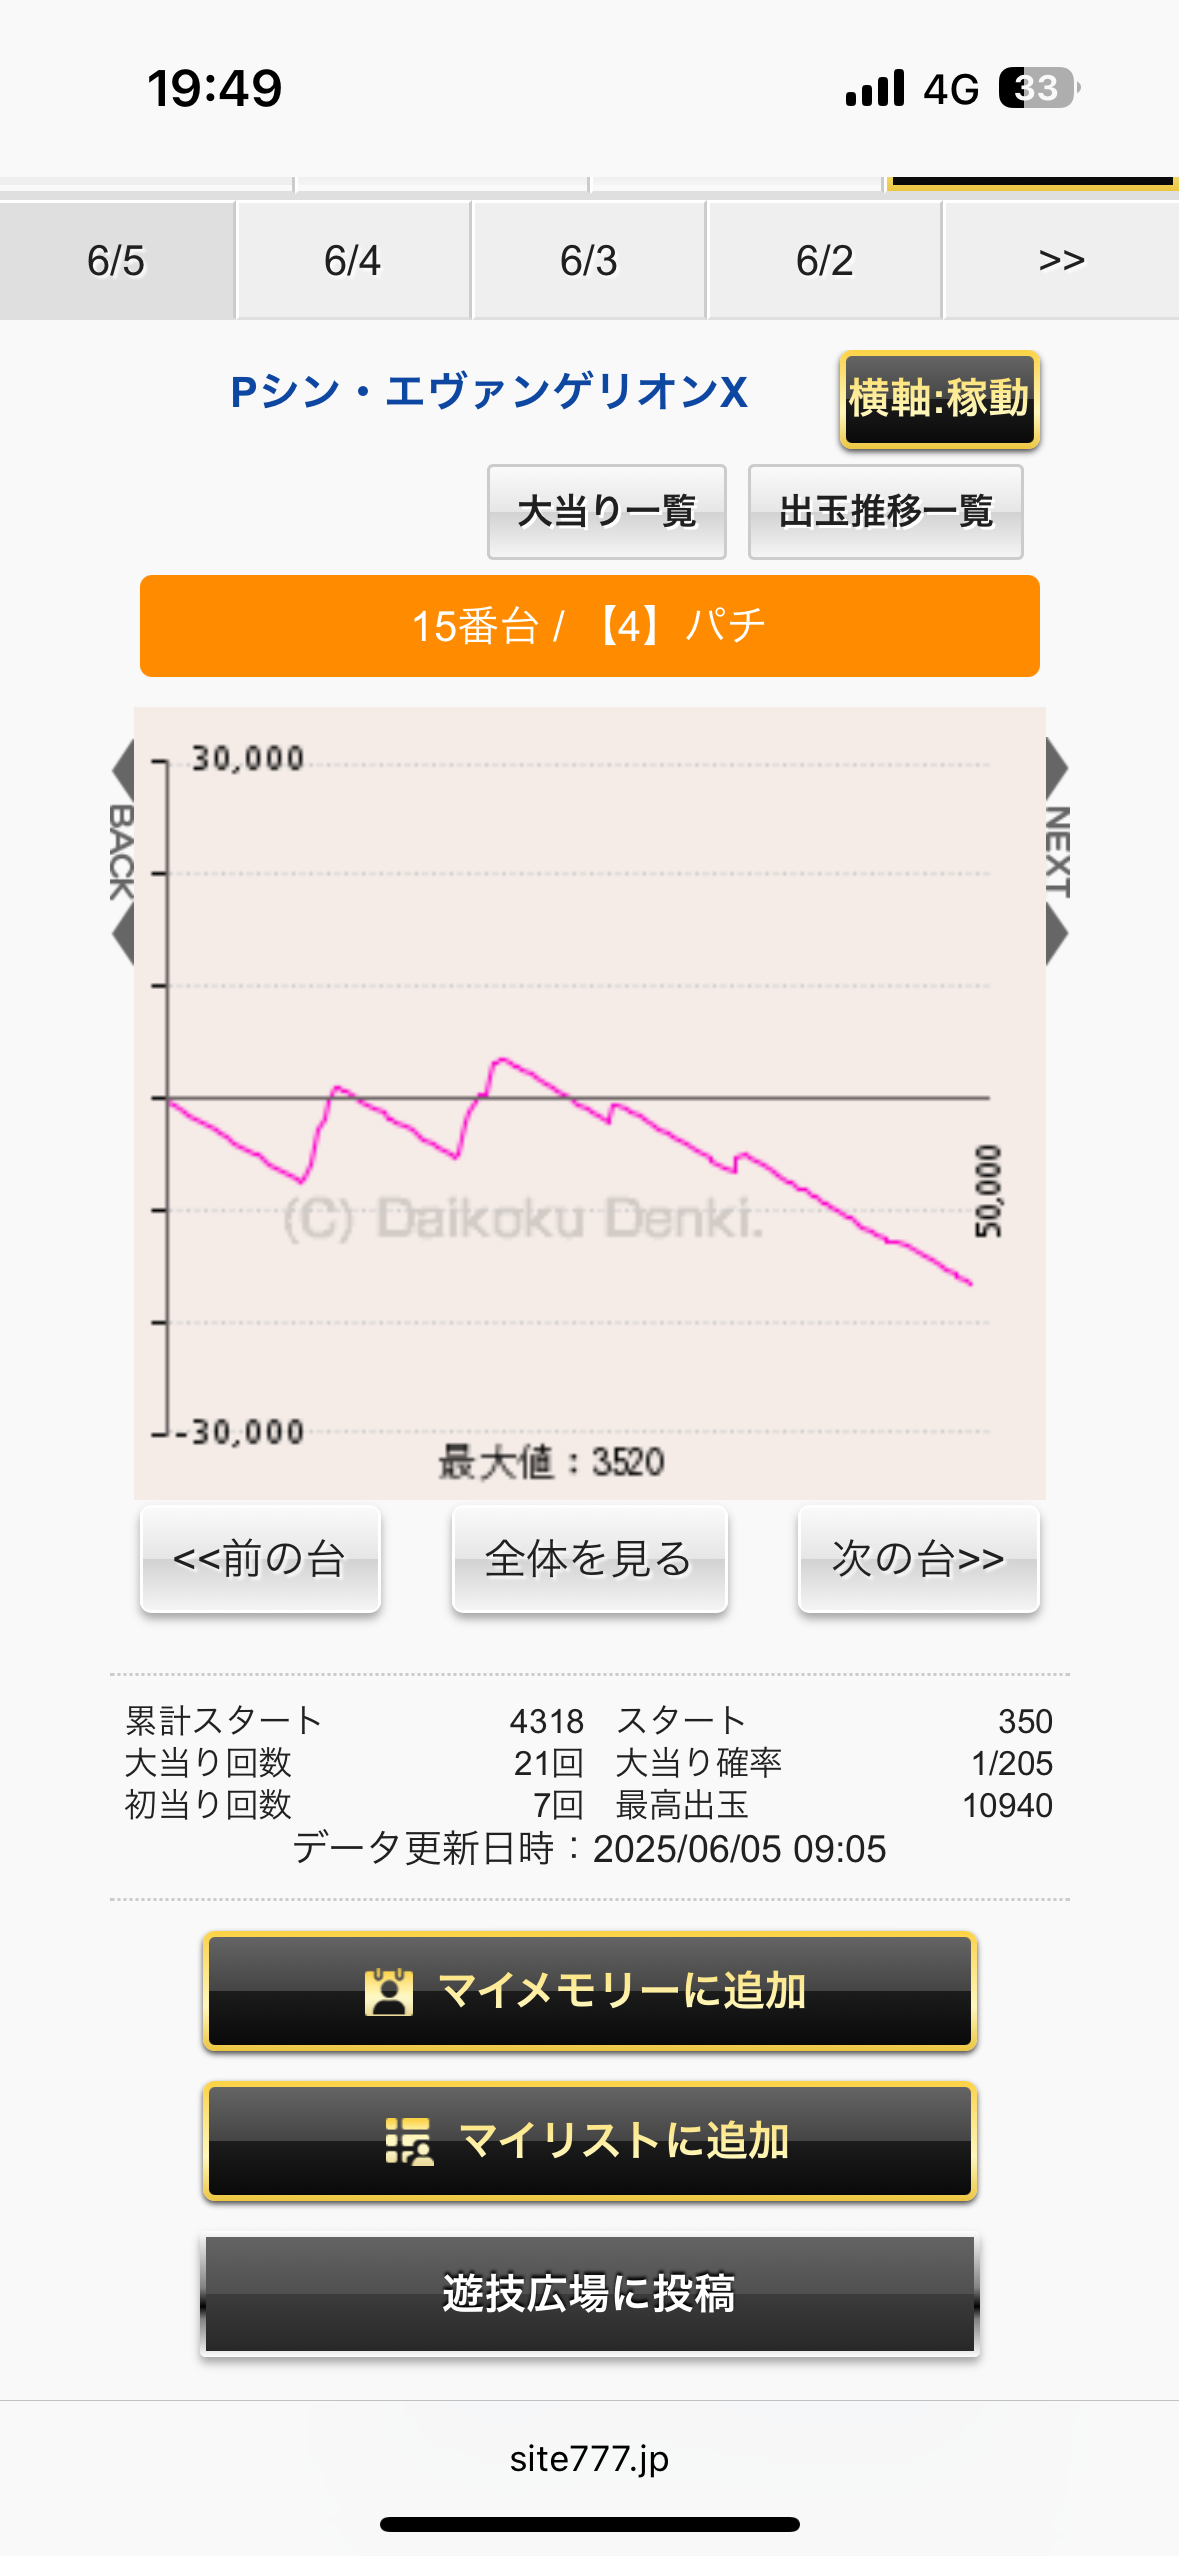 19:49 4G 33
6/5 6/4 6/3 6/2 >>
Pシン・エヴァンゲリオンX
横軸:稼動
大当り一覧 出玉推移一覧
15番台 / 【4】パチ
30,000
BACK
NEXT
50,000
(C) Daikoku Denki.
-30,000
最大値：3520
<<前の台 全体を見る 次の台>>
累計スタート 4318 スタート 350
大当り回数 21回 大当り確率 1/205
初当り回数 7回 最高出玉 10940
データ更新日時：2025/06/05 09:05
マイメモリーに追加
マイリストに追加
遊技広場に投稿
site777.jp